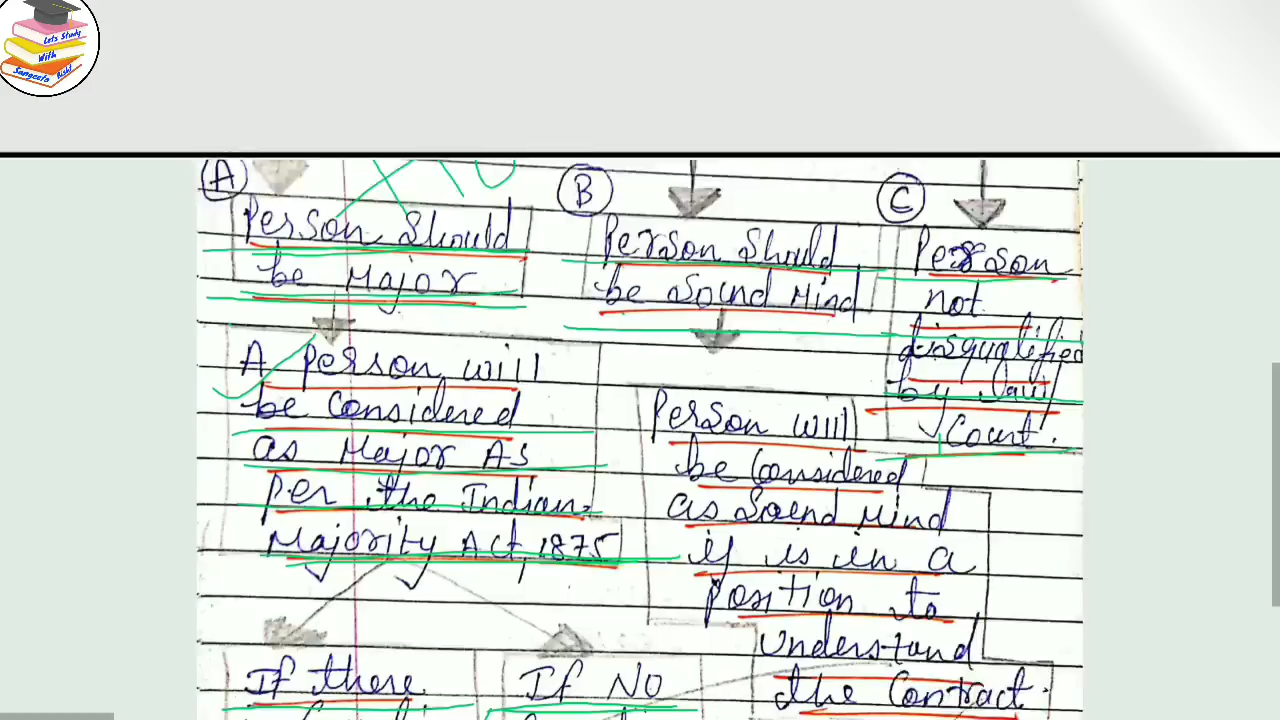 Lets Study
With
Sangeeta Bisht
A
Person Should
be Major
A Person will
be Considered
as Major As
per the Indian
Majority Act, 1875
If there
If NO
B
Person Should
be Sound Mind
Person will
be Considered
as Sound Mind
if is in a
Position to
understand
the Contract.
C
Person
not
disqualified
by Law/
Court.